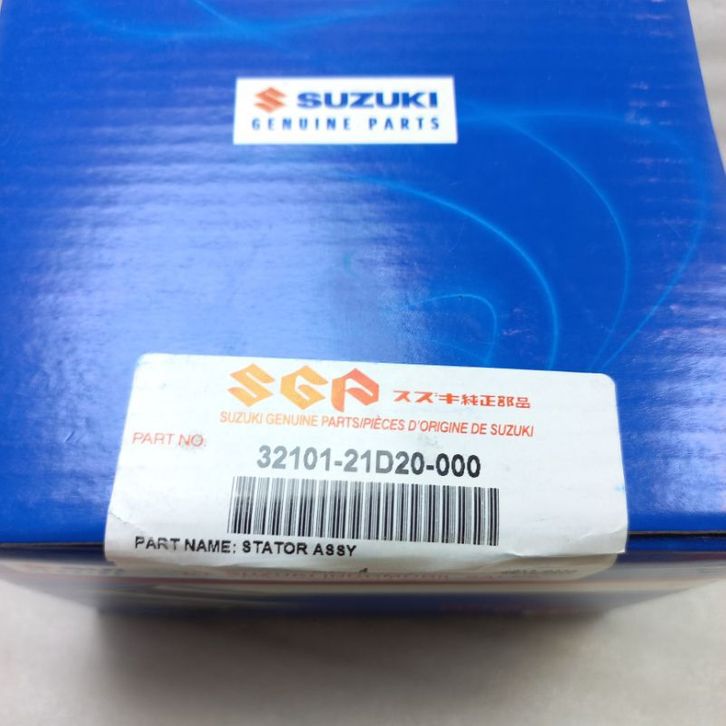 SUZUKI
GENUINE PARTS
SGP スズキ純正部品
SUZUKI GENUINE PARTS/PIÈCES D'ORIGINE DE SUZUKI
PART NO. 32101-21D20-000
PART NAME: STATOR ASSY